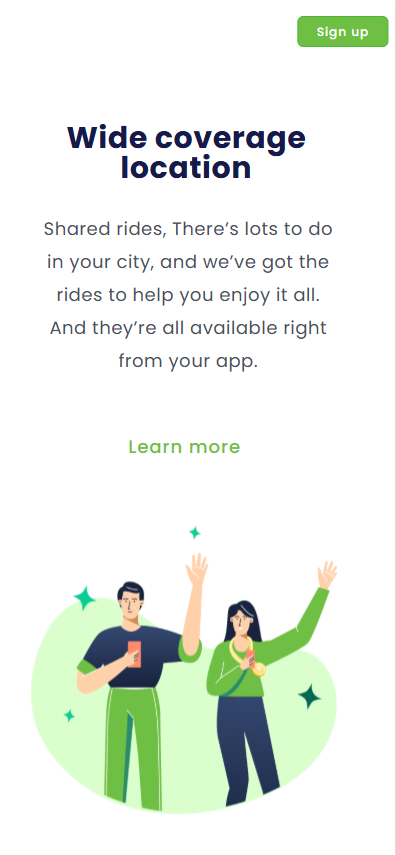 Sign up
Wide coverage
location
Shared rides, There’s lots to do
in your city, and we’ve got the
rides to help you enjoy it all.
And they’re all available right
from your app.
Learn more